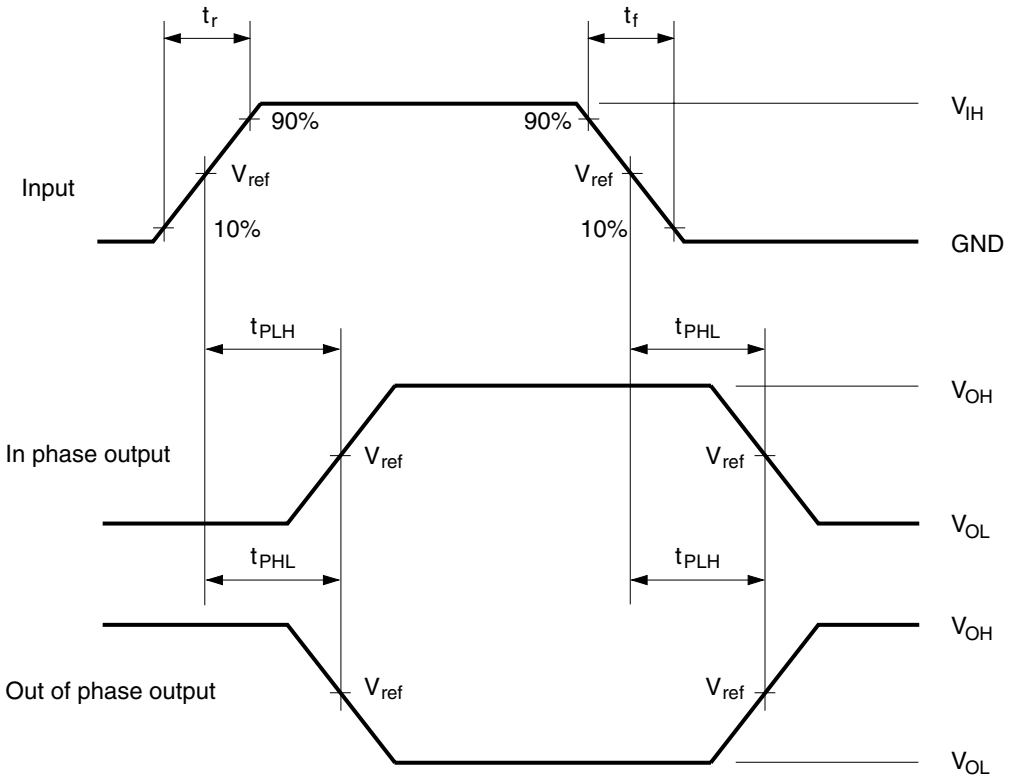 tr
tf
VIH
90%
90%
Vref
Vref
Input
10%
10%
GND
tPLH
tPHL
VOH
In phase output
Vref
Vref
VOL
tPHL
tPLH
VOH
Out of phase output
Vref
Vref
VOL